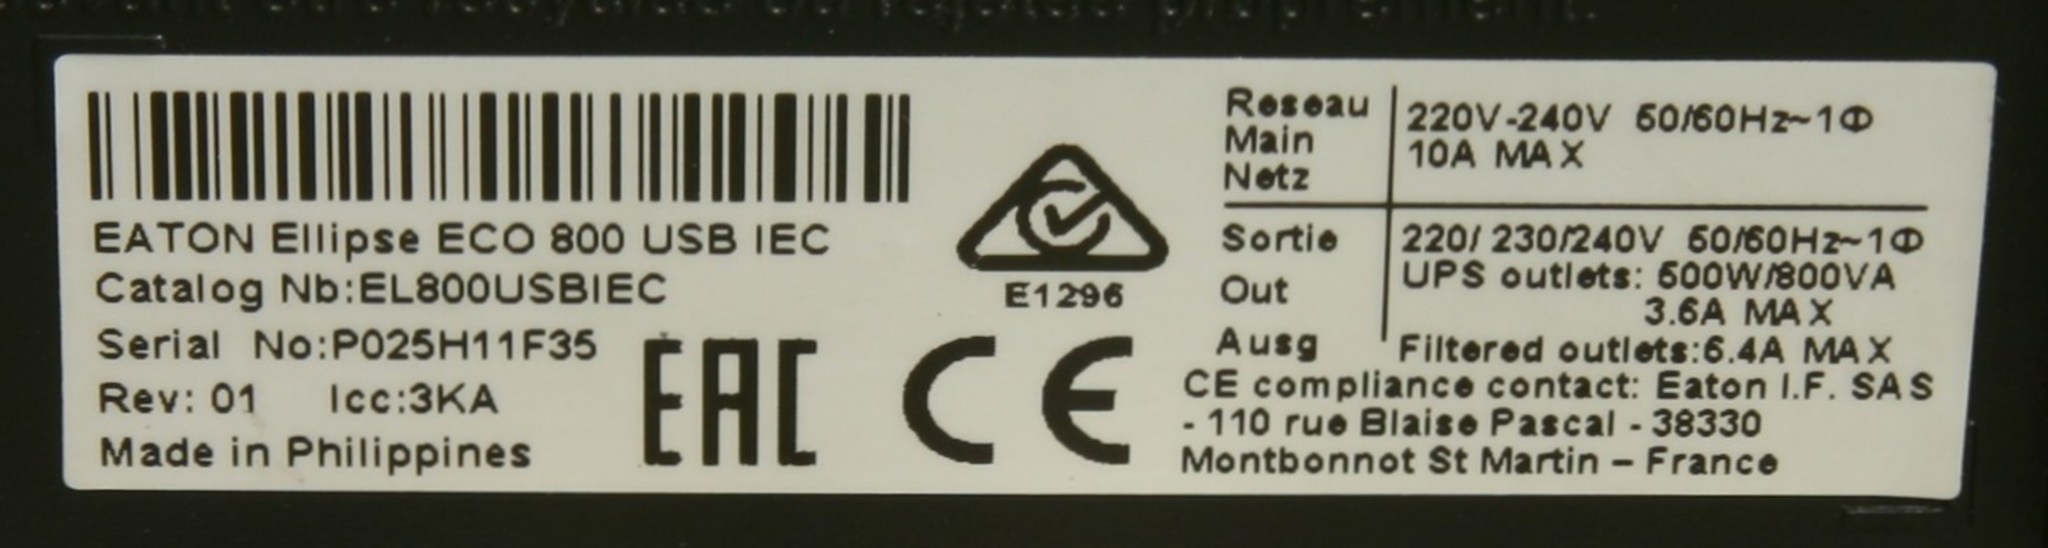 EATON Ellipse ECO 800 USB IEC
Catalog Nb:EL800USBIEC
Serial No:P025H11F35
Rev: 01 Icc:3KA
Made in Philippines
E1296
EAC
CE
Reseau
Main
Netz
220V-240V 50/60Hz~1Φ
10A MAX
Sortie
Out
Ausg
220/ 230/240V 50/60Hz~1Φ
UPS outlets: 500W/800VA
3.6A MAX
Filtered outlets:6.4A MAX
CE compliance contact: Eaton I.F. SAS
- 110 rue Blaise Pascal - 38330
Montbonnot St Martin – France